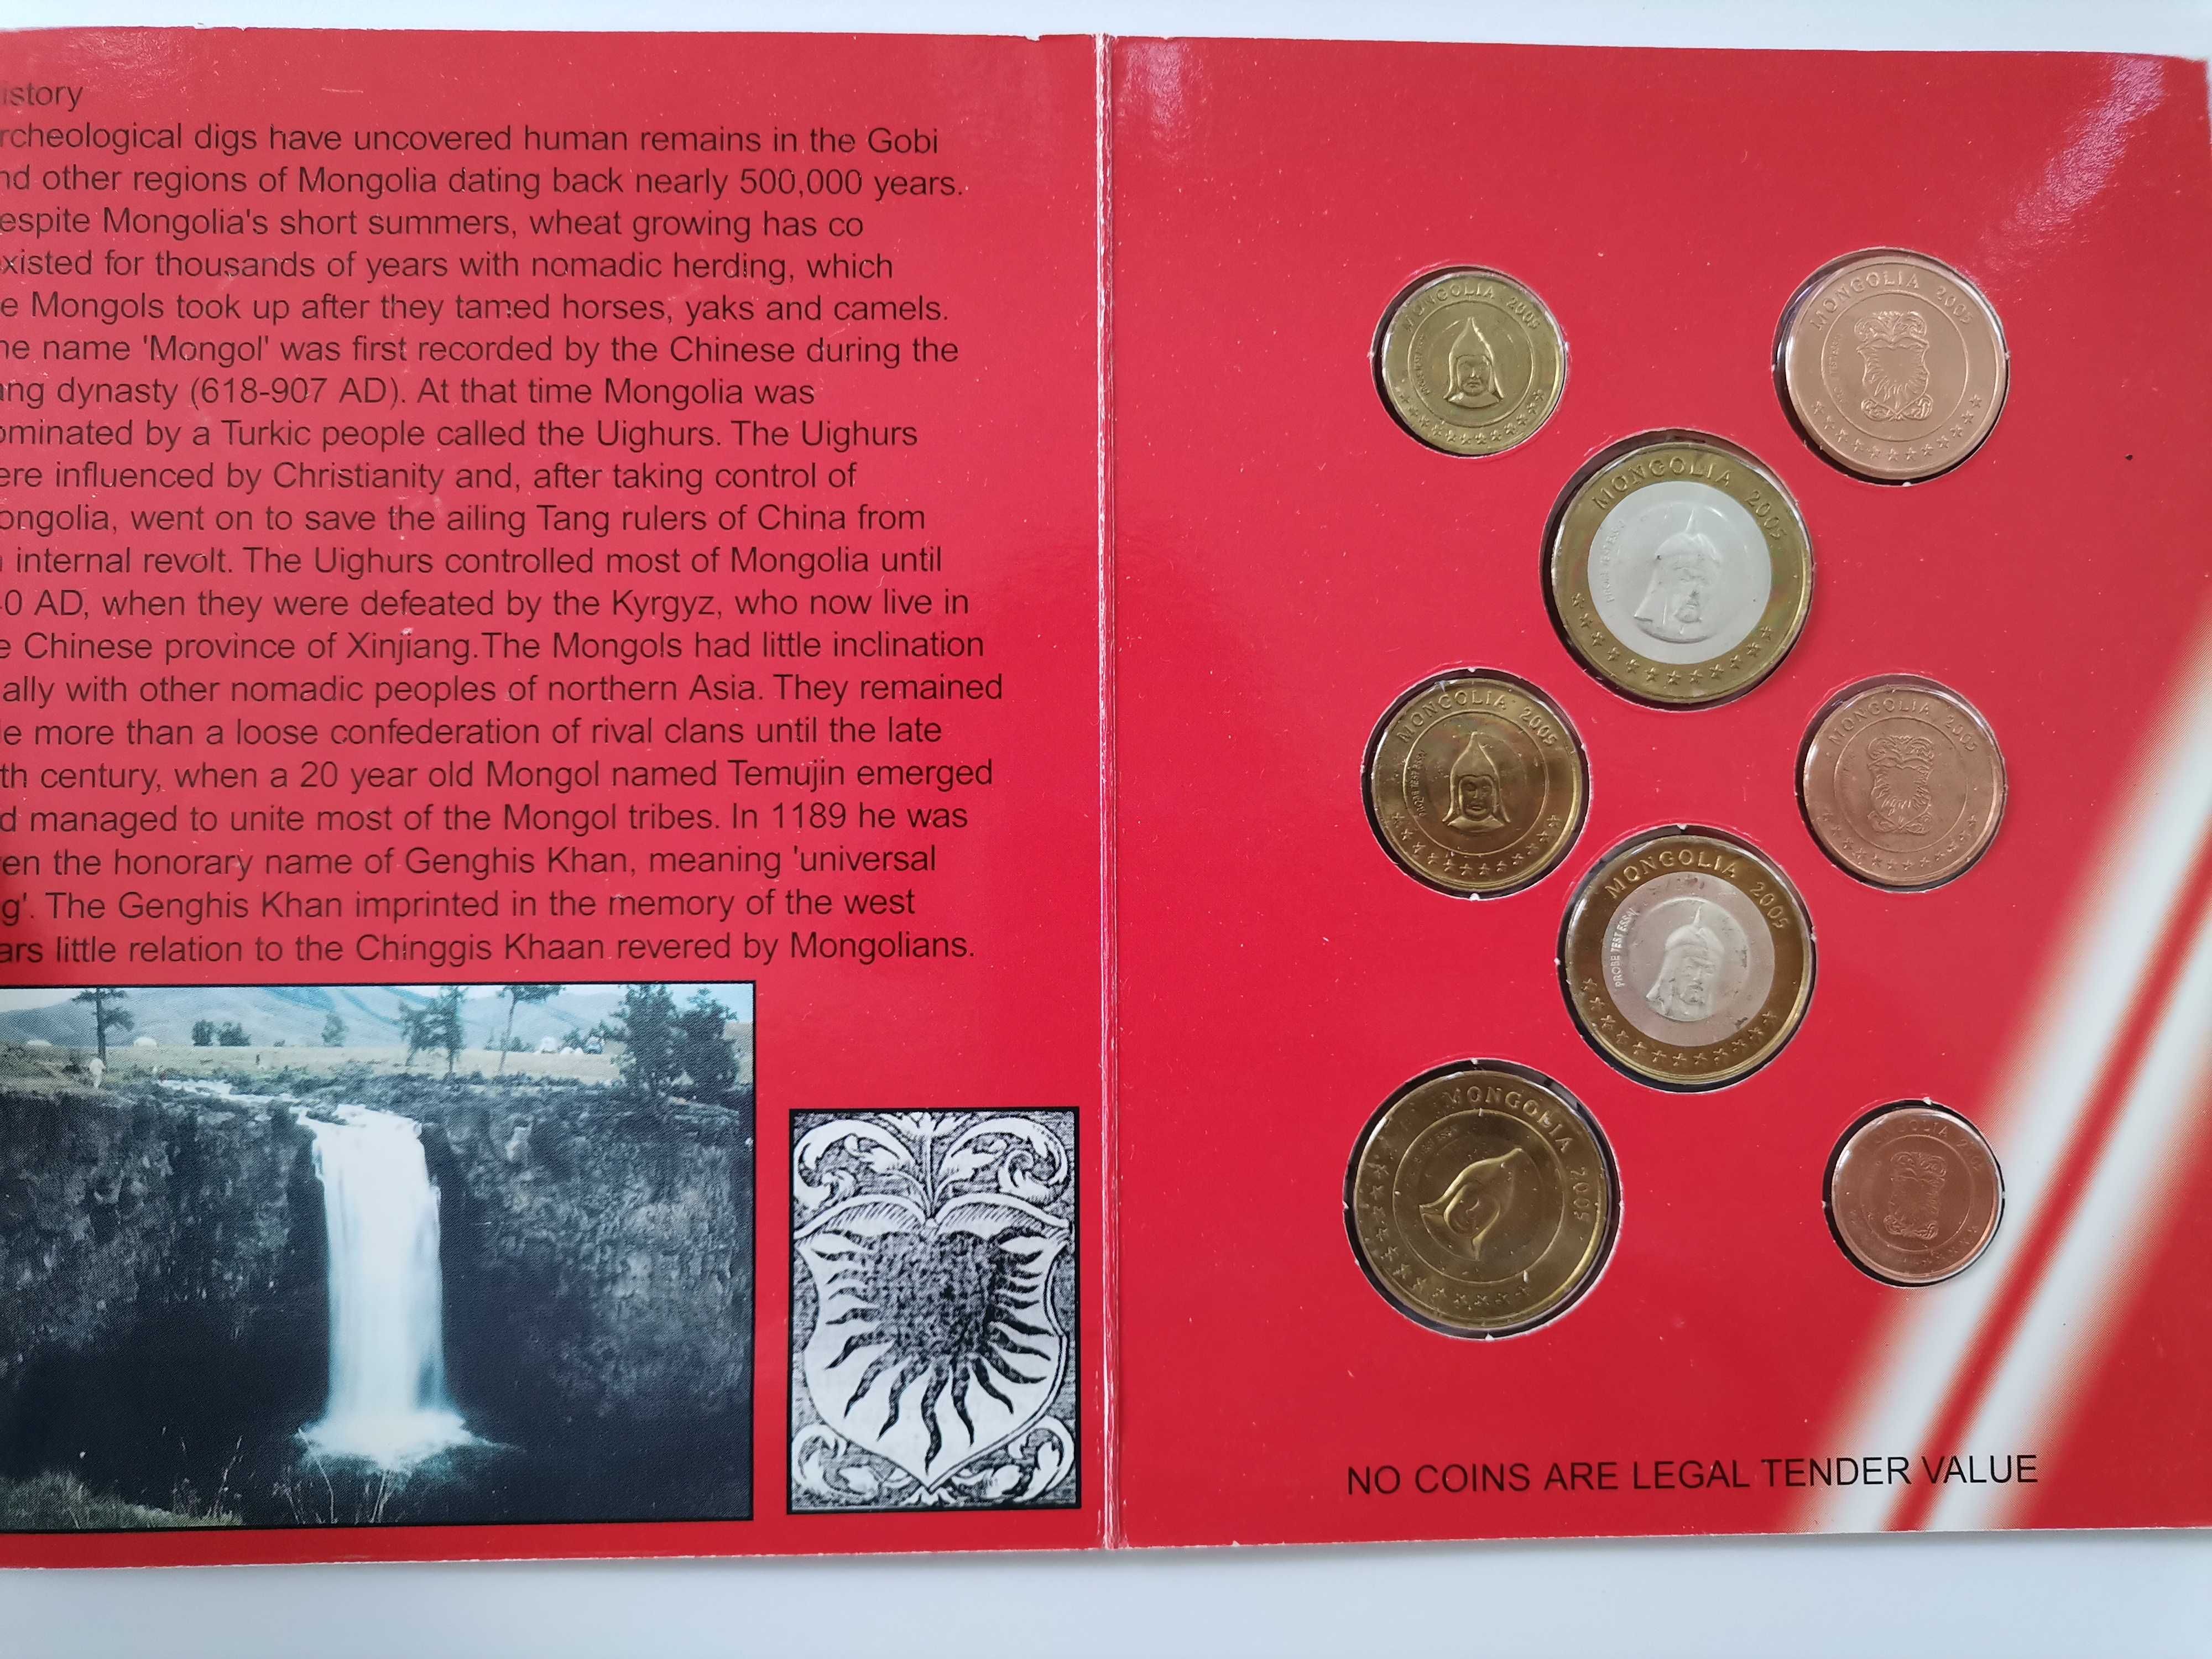 istory
rcheological digs have uncovered human remains in the Gobi
nd other regions of Mongolia dating back nearly 500,000 years.
espite Mongolia's short summers, wheat growing has co
xisted for thousands of years with nomadic herding, which
e Mongols took up after they tamed horses, yaks and camels.
he name 'Mongol' was first recorded by the Chinese during the
ang dynasty (618-907 AD). At that time Mongolia was
ominated by a Turkic people called the Uighurs. The Uighurs
ere influenced by Christianity and, after taking control of
ongolia, went on to save the ailing Tang rulers of China from
internal revolt. The Uighurs controlled most of Mongolia until
0 AD, when they were defeated by the Kyrgyz, who now live in
e Chinese province of Xinjiang.The Mongols had little inclination
ally with other nomadic peoples of northern Asia. They remained
le more than a loose confederation of rival clans until the late
th century, when a 20 year old Mongol named Temujin emerged
d managed to unite most of the Mongol tribes. In 1189 he was
en the honorary name of Genghis Khan, meaning 'universal
g'. The Genghis Khan imprinted in the memory of the west
ars little relation to the Chinggis Khaan revered by Mongolians.
MONGOLIA 2005
MONGOLIA 2005
MONGOLIA 2005
MONGOLIA 2005
PROBE TEST ESSAI
MONGOLIA 2005
MONGOLIA 2005
PROBE TEST ESSAI
MONGOLIA 2005
NO COINS ARE LEGAL TENDER VALUE